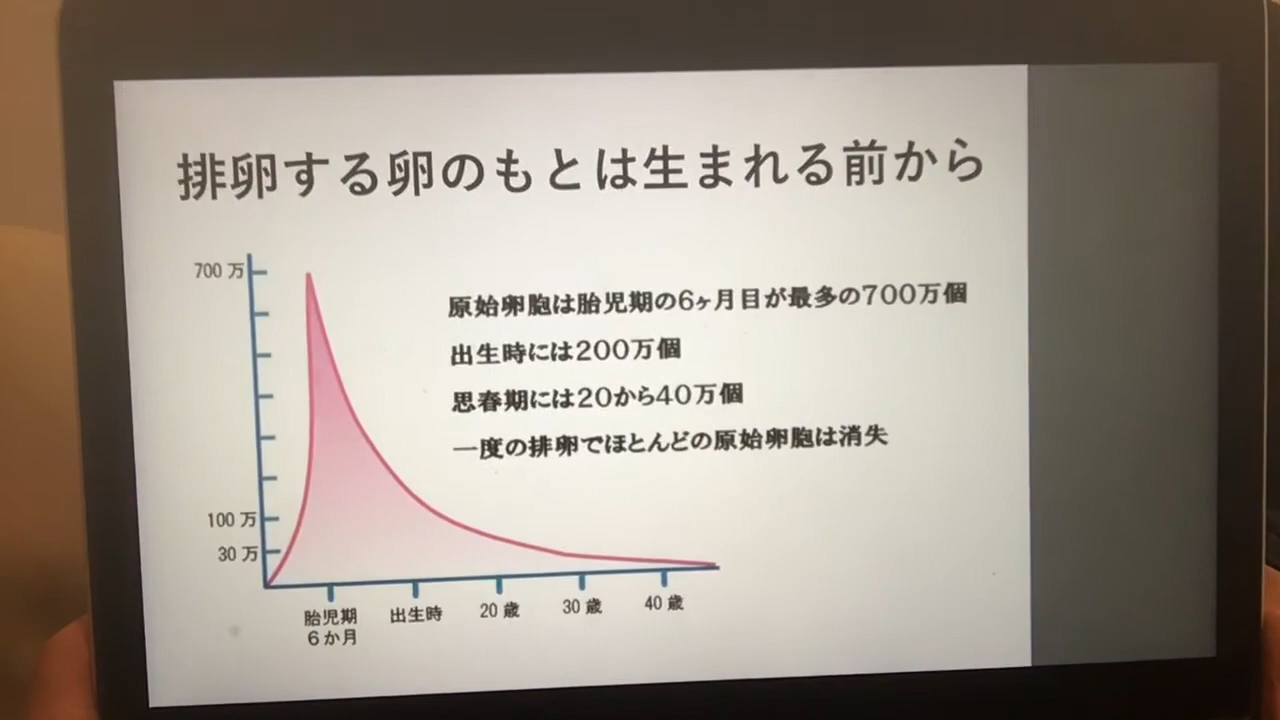 排卵する卵のもとは生まれる前から
700 万
原始卵胞は胎児期の6ヶ月目が最多の700万個
出生時には200万個
思春期には20から40万個
一度の排卵でほとんどの原始卵胞は消失
100 万
30 万
胎児期
6か月
出生時
20 歳
30 歳
40 歳